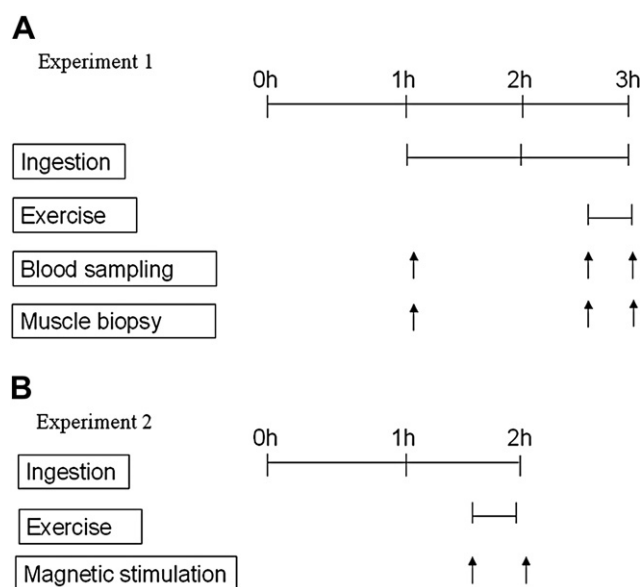 A
Experiment 1
0h 1h 2h 3h
Ingestion
Exercise
Blood sampling
Muscle biopsy
B
Experiment 2
0h 1h 2h
Ingestion
Exercise
Magnetic stimulation